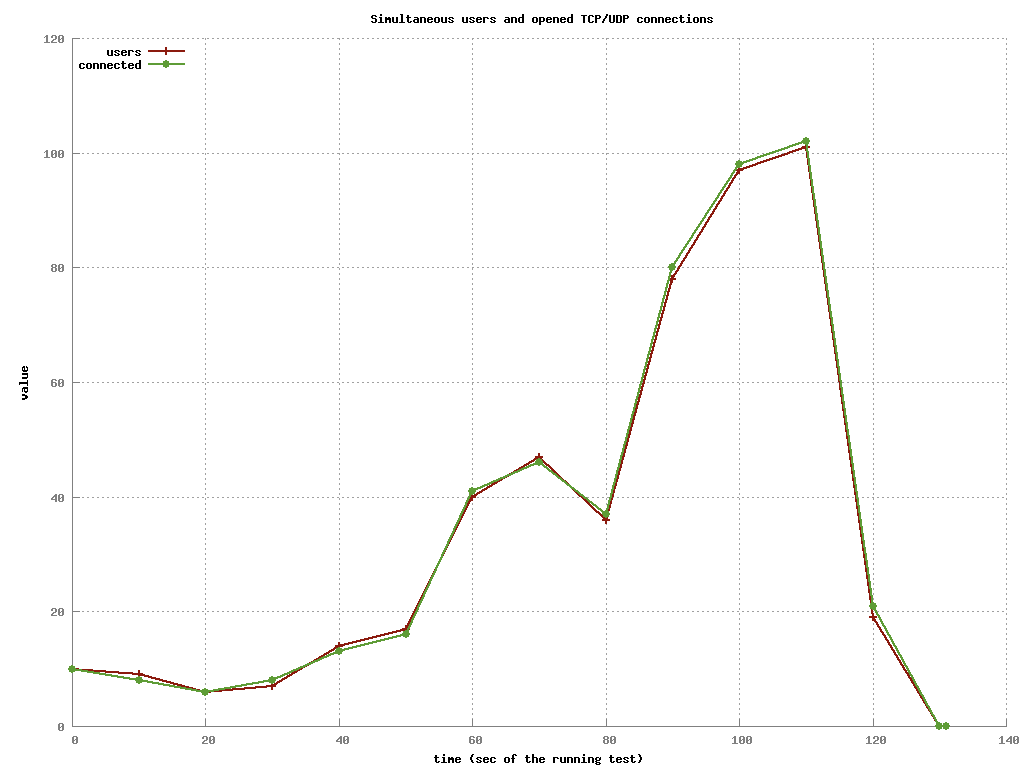 Simultaneous users and opened TCP/UDP connections
120
users
connected
100
80
60
value
40
20
0
0 20 40 60 80 100 120 140
time (sec of the running test)